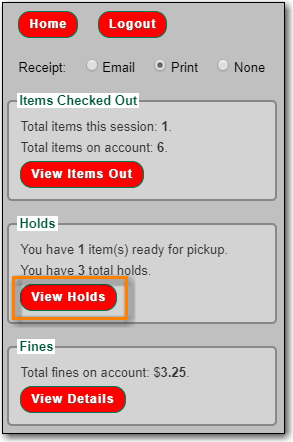 Home Logout
Receipt: Email Print None
Items Checked Out
Total items this session: 1.
Total items on account: 6.
View Items Out
Holds
You have 1 item(s) ready for pickup.
You have 3 total holds.
View Holds
Fines
Total fines on account: $3.25.
View Details